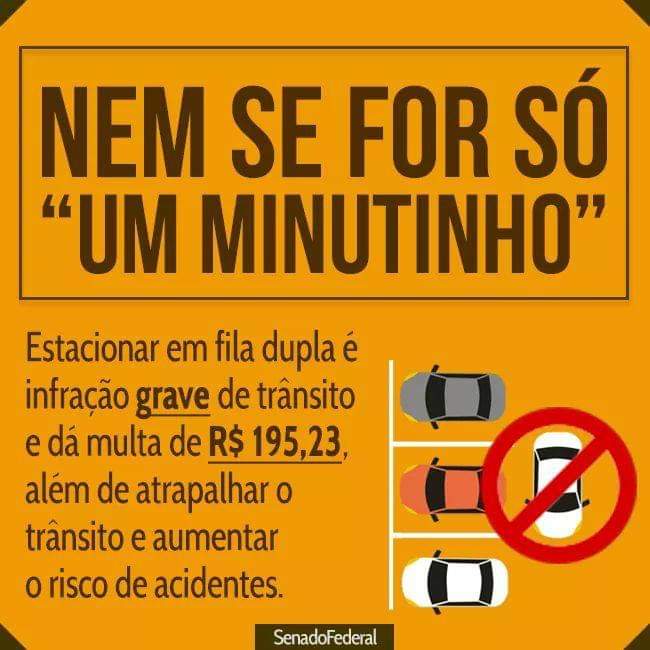 NEM SE FOR SÓ
“UM MINUTINHO”
Estacionar em fila dupla é
infração grave de trânsito
e dá multa de R$ 195,23,
além de atrapalhar o
trânsito e aumentar
o risco de acidentes.
SenadoFederal